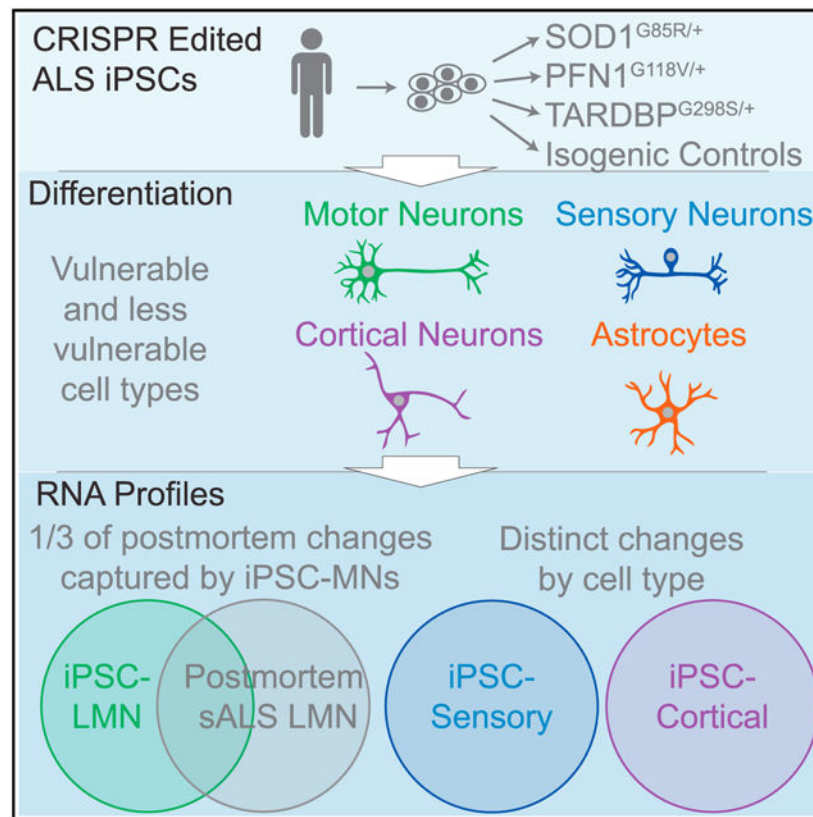 CRISPR Edited
ALS iPSCs
SOD1G85R/+
PFN1G118V/+
TARDBPG298S/+
Isogenic Controls
Differentiation
Vulnerable
and less
vulnerable
cell types
Motor Neurons
Sensory Neurons
Cortical Neurons
Astrocytes
RNA Profiles
1/3 of postmortem changes
captured by iPSC-MNs
Distinct changes
by cell type
iPSC-
LMN
Postmortem
sALS LMN
iPSC-
Sensory
iPSC-
Cortical